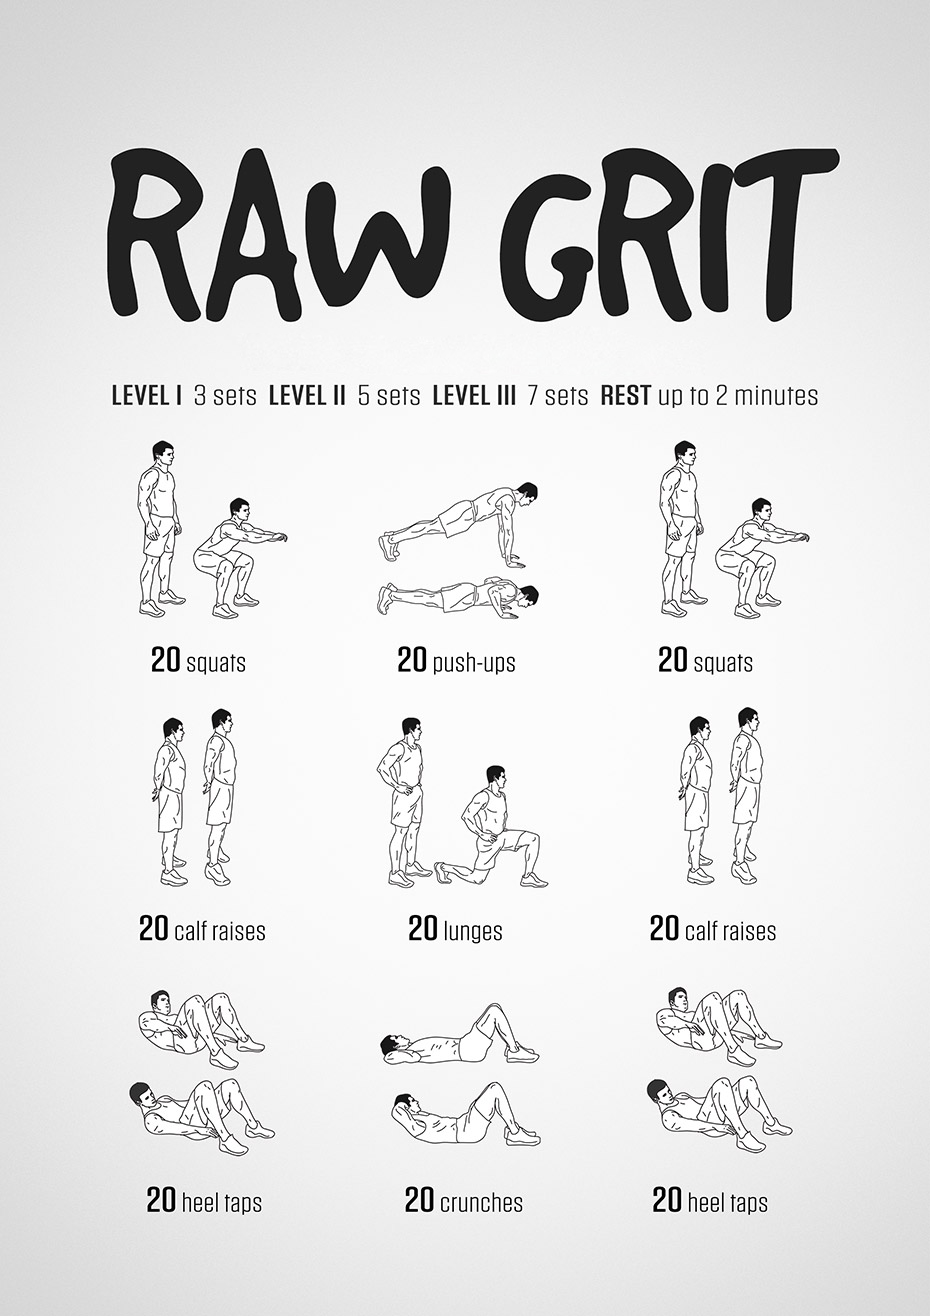 RAW GRIT
LEVEL I 3 sets LEVEL II 5 sets LEVEL III 7 sets REST up to 2 minutes
20 squats
20 push-ups
20 squats
20 calf raises
20 lunges
20 calf raises
20 heel taps
20 crunches
20 heel taps